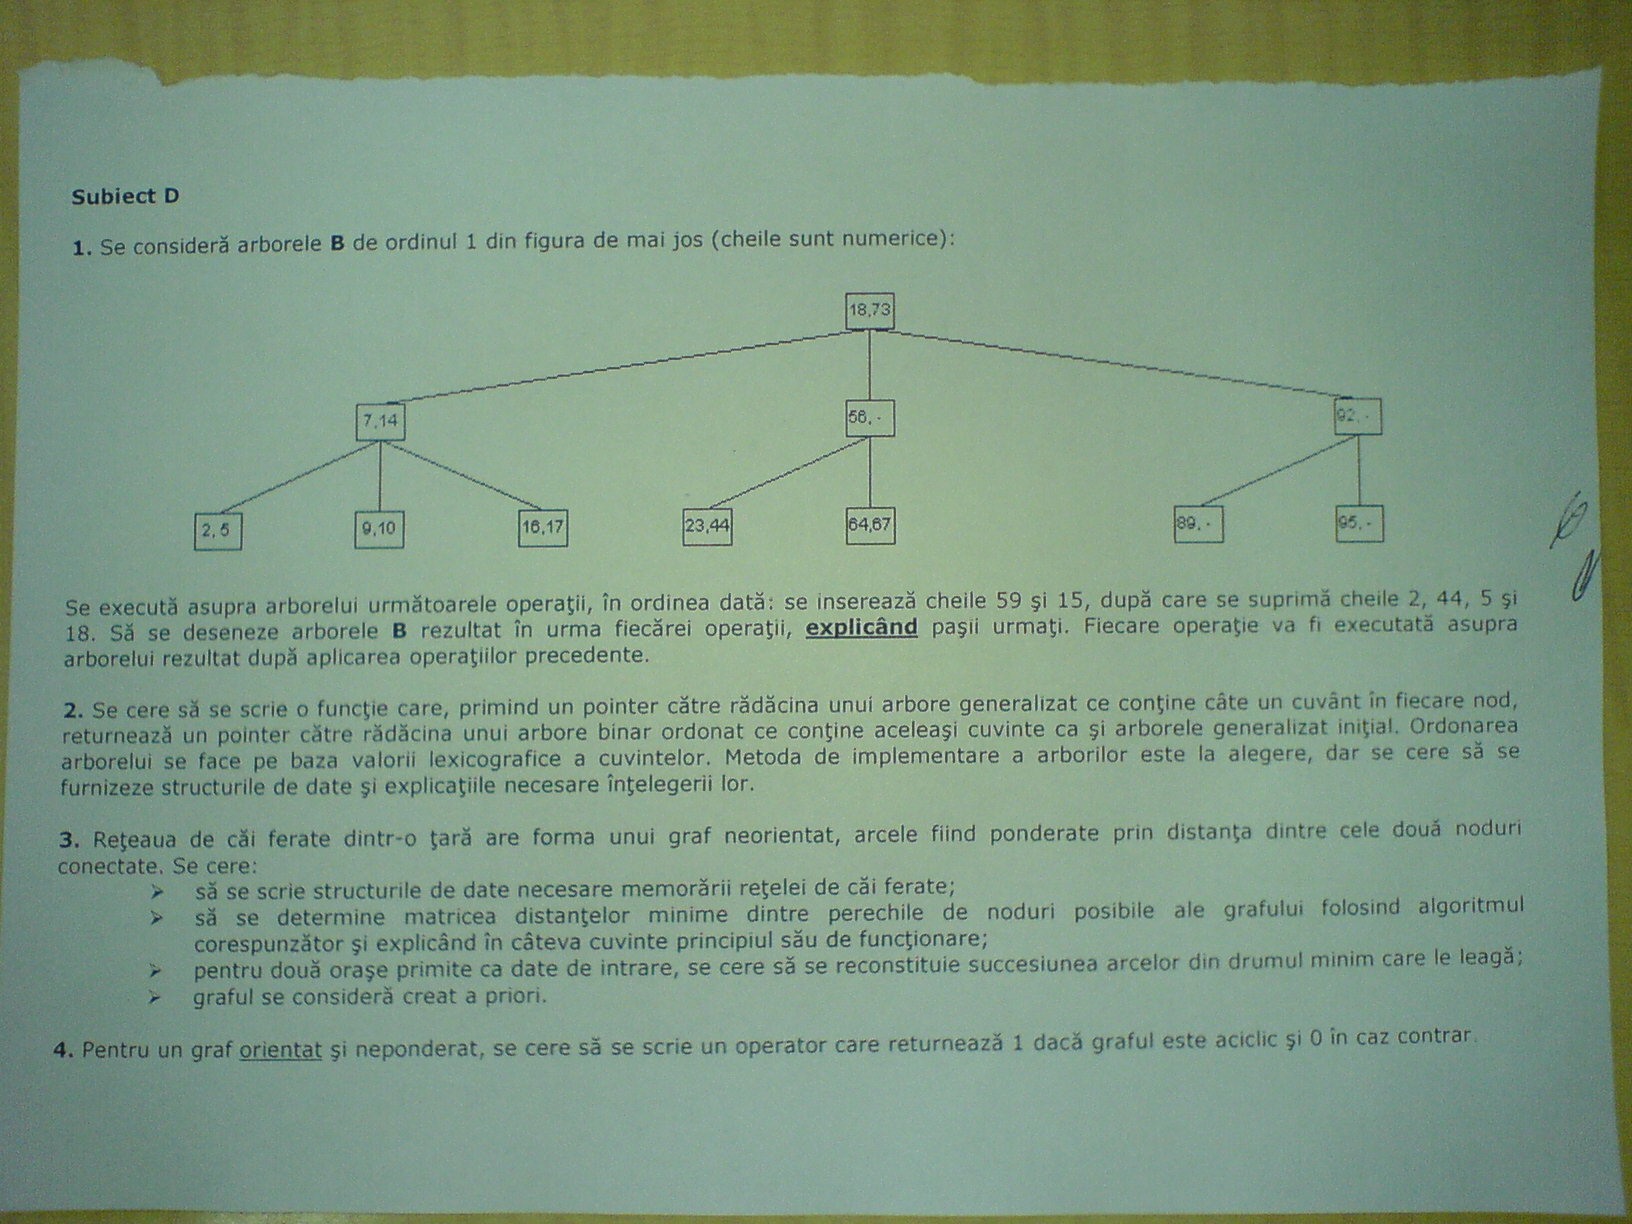 Subiect D
1. Se consideră arborele B de ordinul 1 din figura de mai jos (cheile sunt numerice):
18,73
7,14
56,-
92,-
2,5
9,10
16,17
23,44
64,67
89,-
95,-
Se execută asupra arborelui următoarele operaţii, în ordinea dată: se inserează cheile 59 şi 15, după care se suprimă cheile 2, 44, 5 şi
18. Să se deseneze arborele B rezultat în urma fiecărei operaţii, explicând paşii urmaţi. Fiecare operaţie va fi executată asupra
arborelui rezultat după aplicarea operaţiilor precedente.
2. Se cere să se scrie o funcţie care, primind un pointer către rădăcina unui arbore generalizat ce conţine câte un cuvânt în fiecare nod,
returnează un pointer către rădăcina unui arbore binar ordonat ce conţine aceleaşi cuvinte ca şi arborele generalizat iniţial. Ordonarea
arborelui se face pe baza valorii lexicografice a cuvintelor. Metoda de implementare a arborilor este la alegere, dar se cere să se
furnizeze structurile de date şi explicaţiile necesare înţelegerii lor.
3. Reţeaua de căi ferate dintr-o ţară are forma unui graf neorientat, arcele fiind ponderate prin distanţa dintre cele două noduri
conectate. Se cere:
➢ să se scrie structurile de date necesare memorării reţelei de căi ferate;
➢ să se determine matricea distanţelor minime dintre perechile de noduri posibile ale grafului folosind algoritmul
corespunzător şi explicând în câteva cuvinte principiul său de funcţionare;
➢ pentru două oraşe primite ca date de intrare, se cere să se reconstituie succesiunea arcelor din drumul minim care le leagă;
➢ graful se consideră creat a priori.
4. Pentru un graf orientat şi neponderat, se cere să se scrie un operator care returnează 1 dacă graful este aciclic şi 0 în caz contrar.